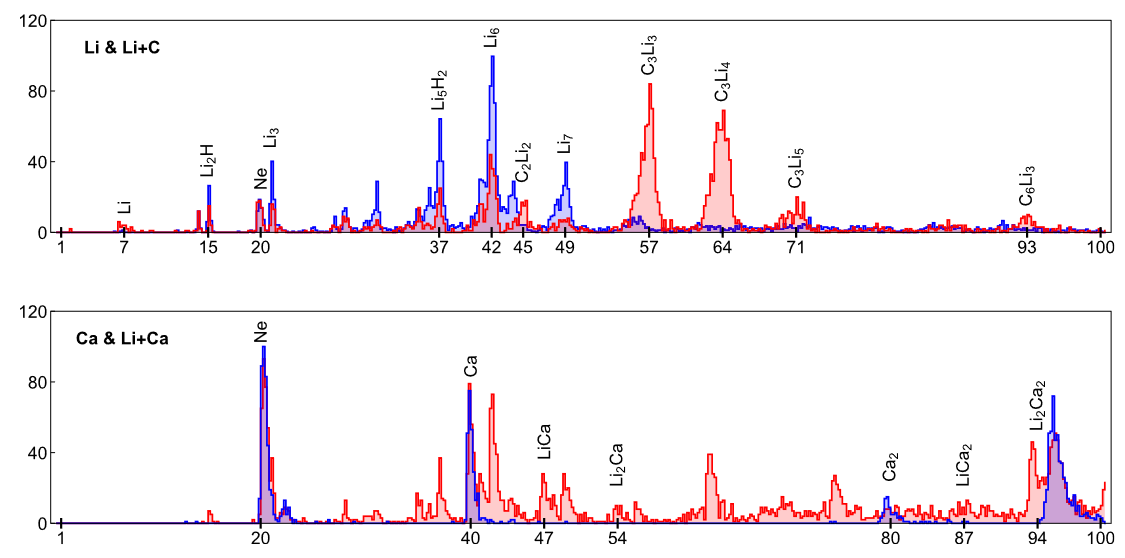 120
Li & Li+C
80
40
0
Li
Li₂H
Ne
Li₃
Li₅H₂
Li₆
C₂Li₂
Li₇
C₃Li₃
C₃Li₄
C₃Li₅
C₆Li₃
1 7 15 20 37 42 45 49 57 64 71 93 100
120
Ca & Li+Ca
80
40
0
Ne
Ca
LiCa
Li₂Ca
Ca₂
LiCa₂
Li₂Ca₂
1 20 40 47 54 80 87 94 100